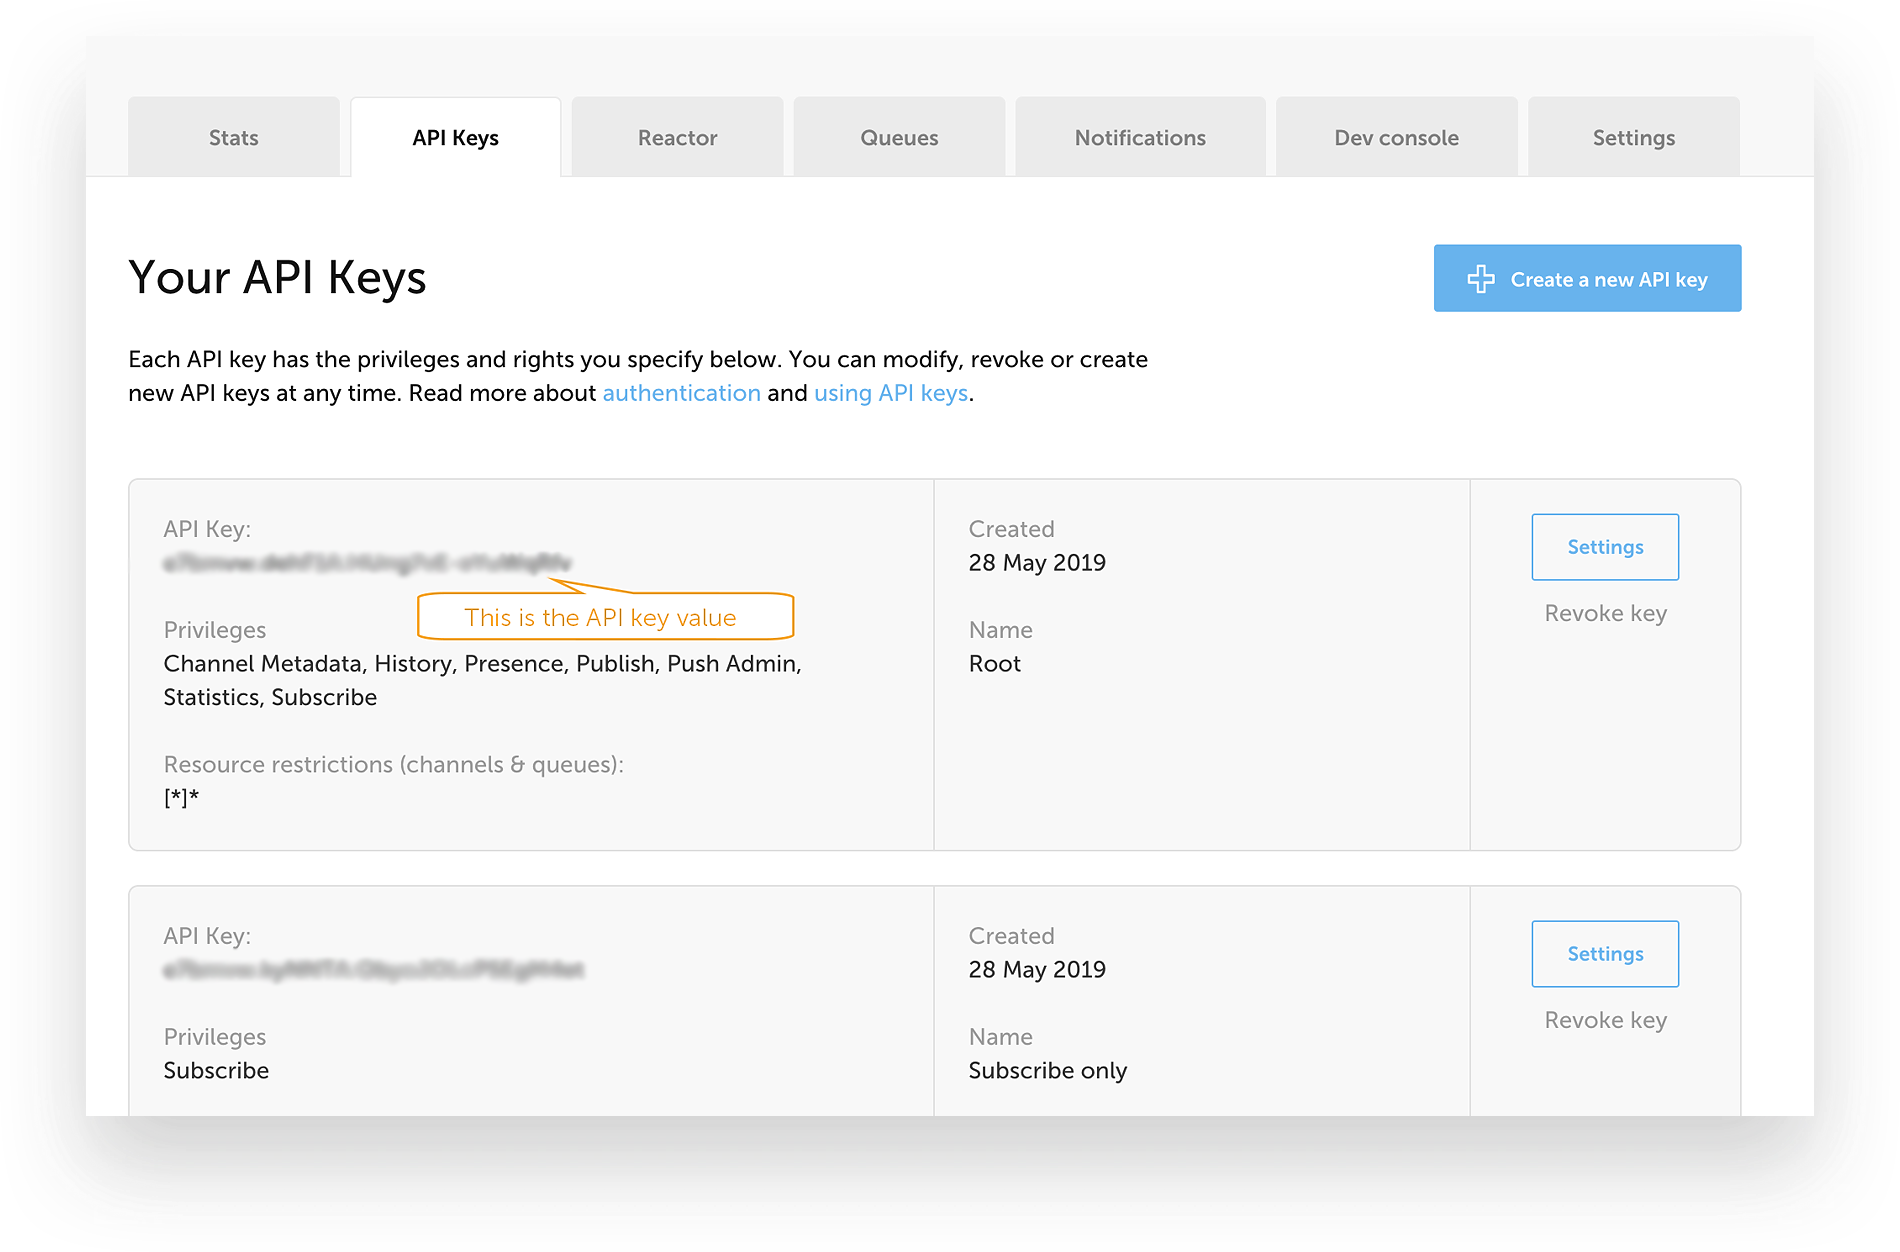 Stats
API Keys
Reactor
Queues
Notifications
Dev console
Settings
Your API Keys
Create a new API key
Each API key has the privileges and rights you specify below. You can modify, revoke or create
new API keys at any time. Read more about authentication and using API keys.
API Key:
This is the API key value
Privileges
Channel Metadata, History, Presence, Publish, Push Admin,
Statistics, Subscribe
Resource restrictions (channels & queues):
[*]*
Created
28 May 2019
Name
Root
Settings
Revoke key
API Key:
Privileges
Subscribe
Created
28 May 2019
Name
Subscribe only
Settings
Revoke key